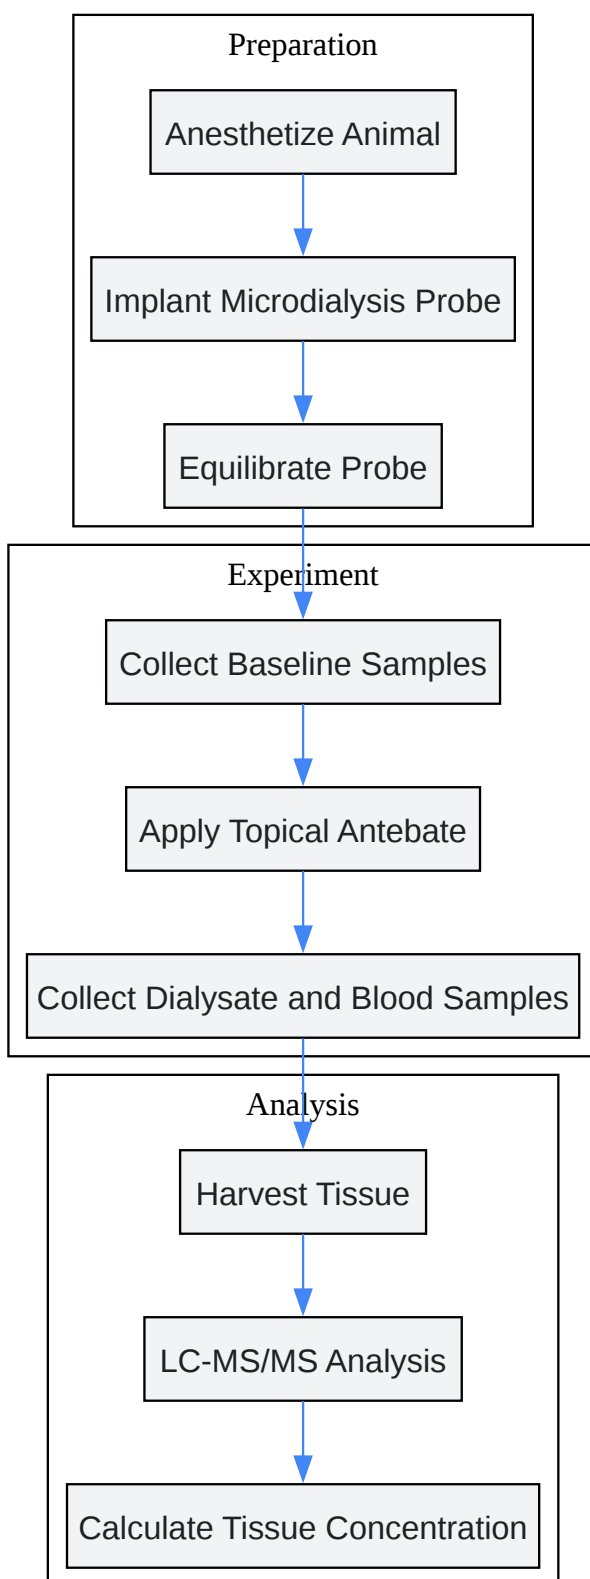 Preparation
Anesthetize Animal
Implant Microdialysis Probe
Equilibrate Probe
Experiment
Collect Baseline Samples
Apply Topical Antebate
Collect Dialysate and Blood Samples
Analysis
Harvest Tissue
LC-MS/MS Analysis
Calculate Tissue Concentration